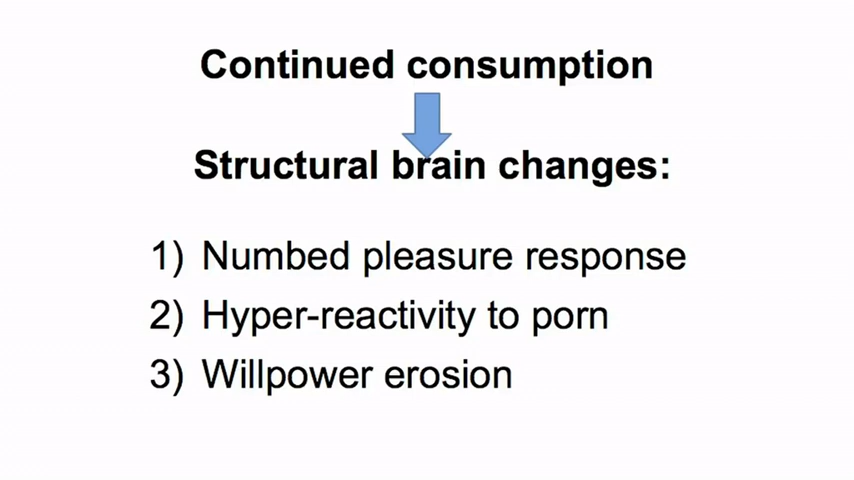 Continued consumption
Structural brain changes:
1) Numbed pleasure response
2) Hyper-reactivity to porn
3) Willpower erosion